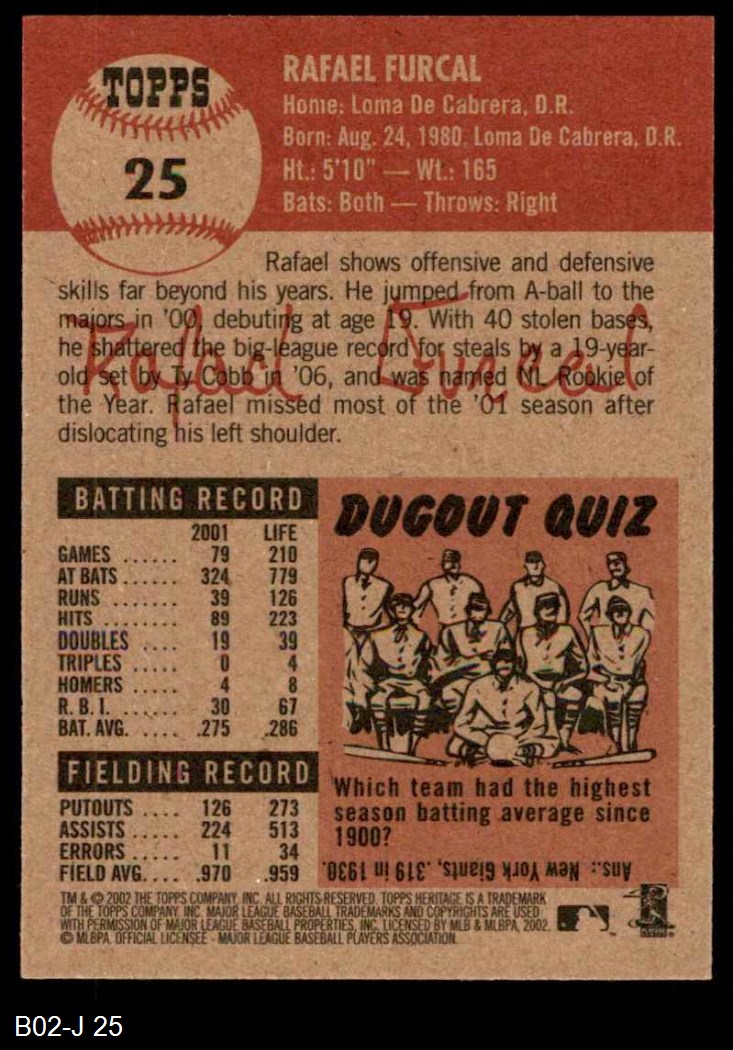 TOPPS
25
RAFAEL FURCAL
Home: Loma De Cabrera, D.R.
Born: Aug. 24, 1980, Loma De Cabrera, D.R.
Ht.: 5'10" — Wt.: 165
Bats: Both — Throws: Right
Rafael shows offensive and defensive
skills far beyond his years. He jumped from A-ball to the
majors in '00, debuting at age 19. With 40 stolen bases,
he shattered the big-league record for steals by a 19-year-
old set by Ty Cobb in '06, and was named NL Rookie of
the Year. Rafael missed most of the '01 season after
dislocating his left shoulder.
Rafael Furcal
BATTING RECORD
2001 LIFE
GAMES ...... 79 210
AT BATS ..... 324 779
RUNS ....... 39 126
HITS ........ 89 223
DOUBLES .... 19 39
TRIPLES ..... 0 4
HOMERS ..... 4 8
R. B. I. ...... 30 67
BAT. AVG. .... .275 .286
FIELDING RECORD
PUTOUTS .... 126 273
ASSISTS ..... 224 513
ERRORS ..... 11 34
FIELD AVG.... .970 .959
DUGOUT QUIZ
Which team had the highest
season batting average since
1900?
Ans.: New York Giants, .319 in 1930.
TM & © 2002 THE TOPPS COMPANY, INC. ALL RIGHTS RESERVED. TOPPS HERITAGE IS A TRADEMARK
OF THE TOPPS COMPANY, INC. MAJOR LEAGUE BASEBALL TRADEMARKS AND COPYRIGHTS ARE USED
WITH PERMISSION OF MAJOR LEAGUE BASEBALL PROPERTIES, INC. LICENSED BY MLB & MLBPA, 2002.
© MLBPA. OFFICIAL LICENSEE - MAJOR LEAGUE BASEBALL PLAYERS ASSOCIATION.
B02-J 25